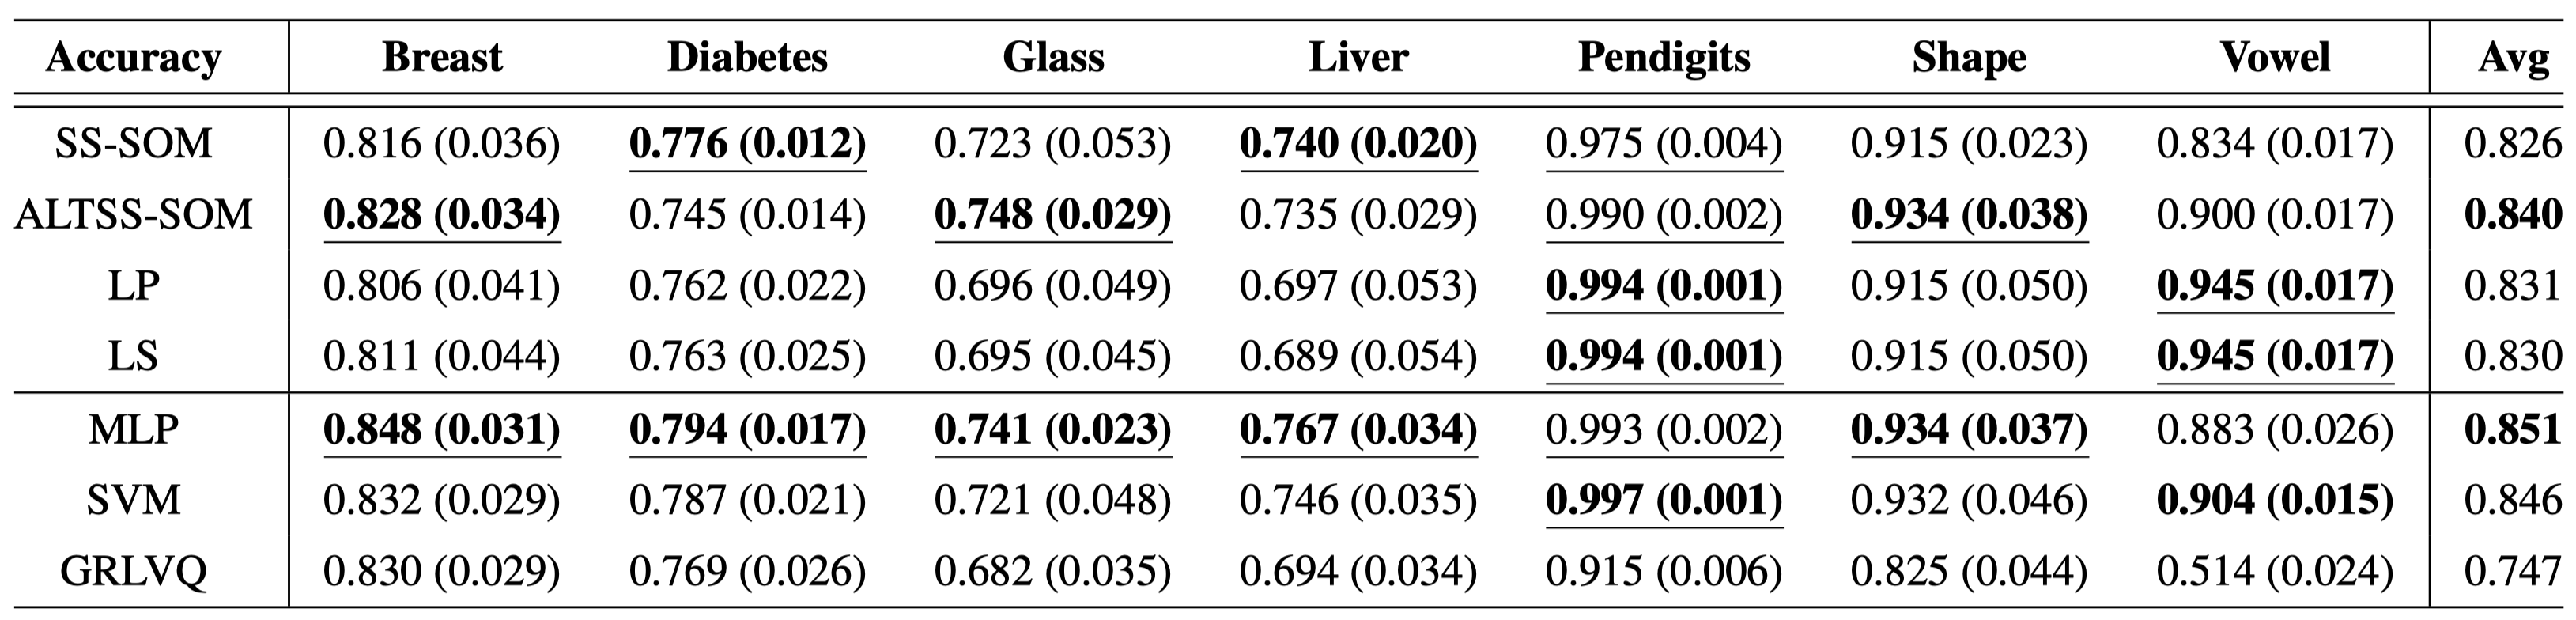 Accuracy Breast Diabetes Glass Liver Pendigits Shape Vowel Avg
SS-SOM 0.816 (0.036) 0.776 (0.012) 0.723 (0.053) 0.740 (0.020) 0.975 (0.004) 0.915 (0.023) 0.834 (0.017) 0.826
ALTSS-SOM 0.828 (0.034) 0.745 (0.014) 0.748 (0.029) 0.735 (0.029) 0.990 (0.002) 0.934 (0.038) 0.900 (0.017) 0.840
LP 0.806 (0.041) 0.762 (0.022) 0.696 (0.049) 0.697 (0.053) 0.994 (0.001) 0.915 (0.050) 0.945 (0.017) 0.831
LS 0.811 (0.044) 0.763 (0.025) 0.695 (0.045) 0.689 (0.054) 0.994 (0.001) 0.915 (0.050) 0.945 (0.017) 0.830
MLP 0.848 (0.031) 0.794 (0.017) 0.741 (0.023) 0.767 (0.034) 0.993 (0.002) 0.934 (0.037) 0.883 (0.026) 0.851
SVM 0.832 (0.029) 0.787 (0.021) 0.721 (0.048) 0.746 (0.035) 0.997 (0.001) 0.932 (0.046) 0.904 (0.015) 0.846
GRLVQ 0.830 (0.029) 0.769 (0.026) 0.682 (0.035) 0.694 (0.034) 0.915 (0.006) 0.825 (0.044) 0.514 (0.024) 0.747